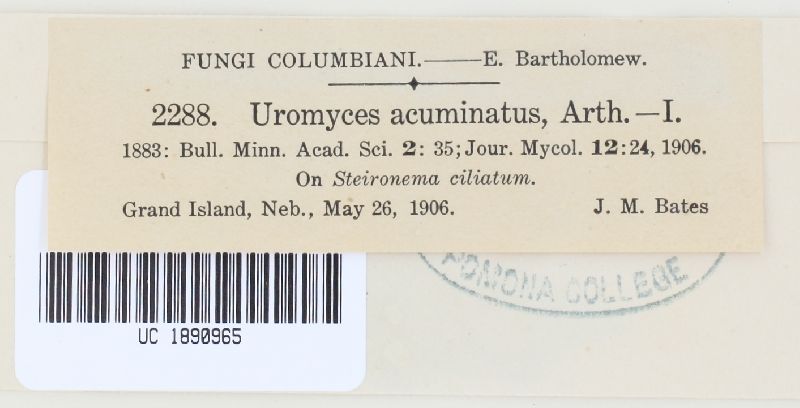 FUNGI COLUMBIANI.——E. Bartholomew.
2288. Uromyces acuminatus, Arth.—I.
1883: Bull. Minn. Acad. Sci. 2: 35; Jour. Mycol. 12:24, 1906.
On Steironema ciliatum.
Grand Island, Neb., May 26, 1906. J. M. Bates
POMONA COLLEGE
UC 1890965